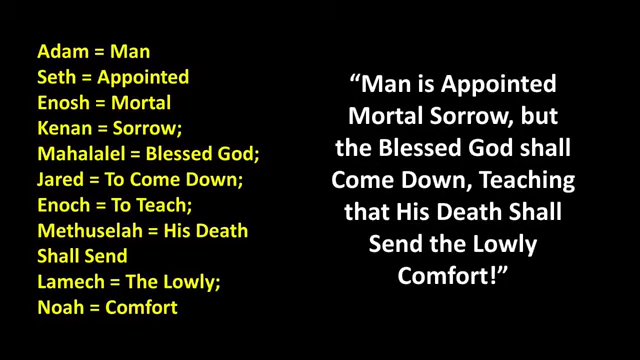 Adam = Man
Seth = Appointed
Enosh = Mortal
Kenan = Sorrow;
Mahalalel = Blessed God;
Jared = To Come Down;
Enoch = To Teach;
Methuselah = His Death
Shall Send
Lamech = The Lowly;
Noah = Comfort
“Man is Appointed
Mortal Sorrow, but
the Blessed God shall
Come Down, Teaching
that His Death Shall
Send the Lowly
Comfort!”